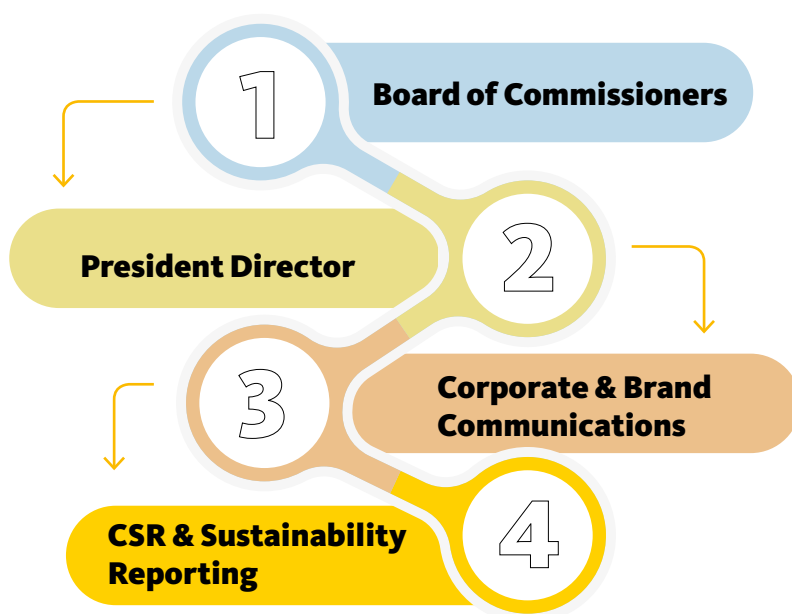 1
Board of Commissioners
2
President Director
3
Corporate & Brand
Communications
4
CSR & Sustainability
Reporting